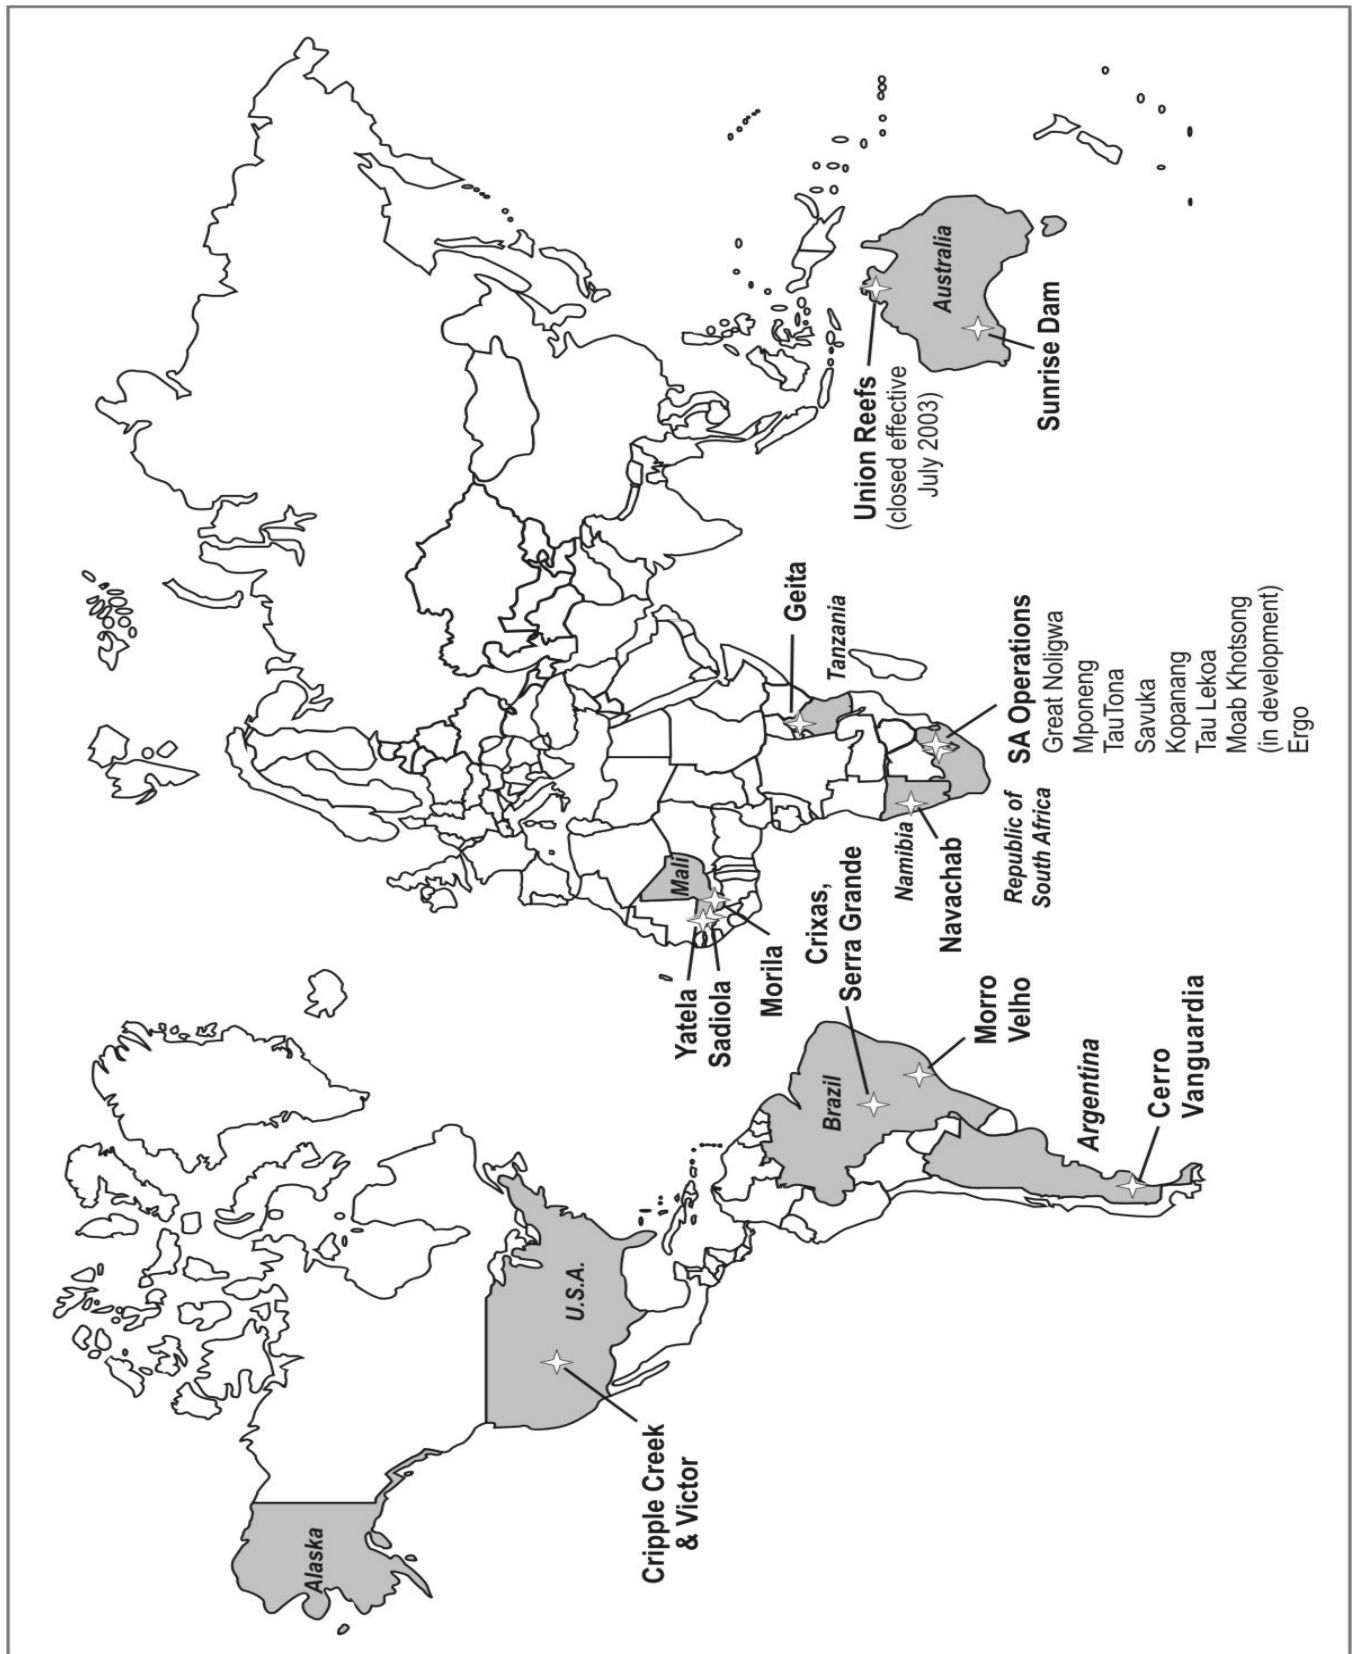 Alaska
Cripple Creek
& Victor
U.S.A.
Brazil
Crixas,
Serra Grande
Morro
Velho
Argentina
Cerro
Vanguardia
Yatela
Sadiola
Morila
Mali
Namibia
Navachab
Republic of
South Africa
Geita
Tanzania
SA Operations
Great Noligwa
Mponeng
TauTona
Savuka
Kopanang
Tau Lekoa
Moab Khotsong
(in development)
Ergo
Union Reefs
(closed effective
July 2003)
Australia
Sunrise Dam